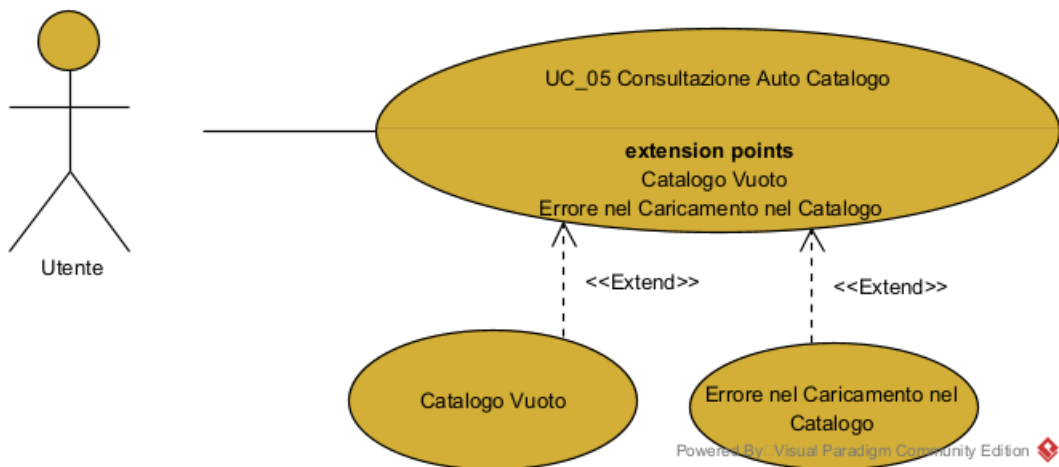 UC_05 Consultazione Auto Catalogo
extension points
Catalogo Vuoto
Errore nel Caricamento nel Catalogo
Utente
<<Extend>>
<<Extend>>
Catalogo Vuoto
Errore nel Caricamento nel
Catalogo
Powered By Visual Paradigm Community Edition